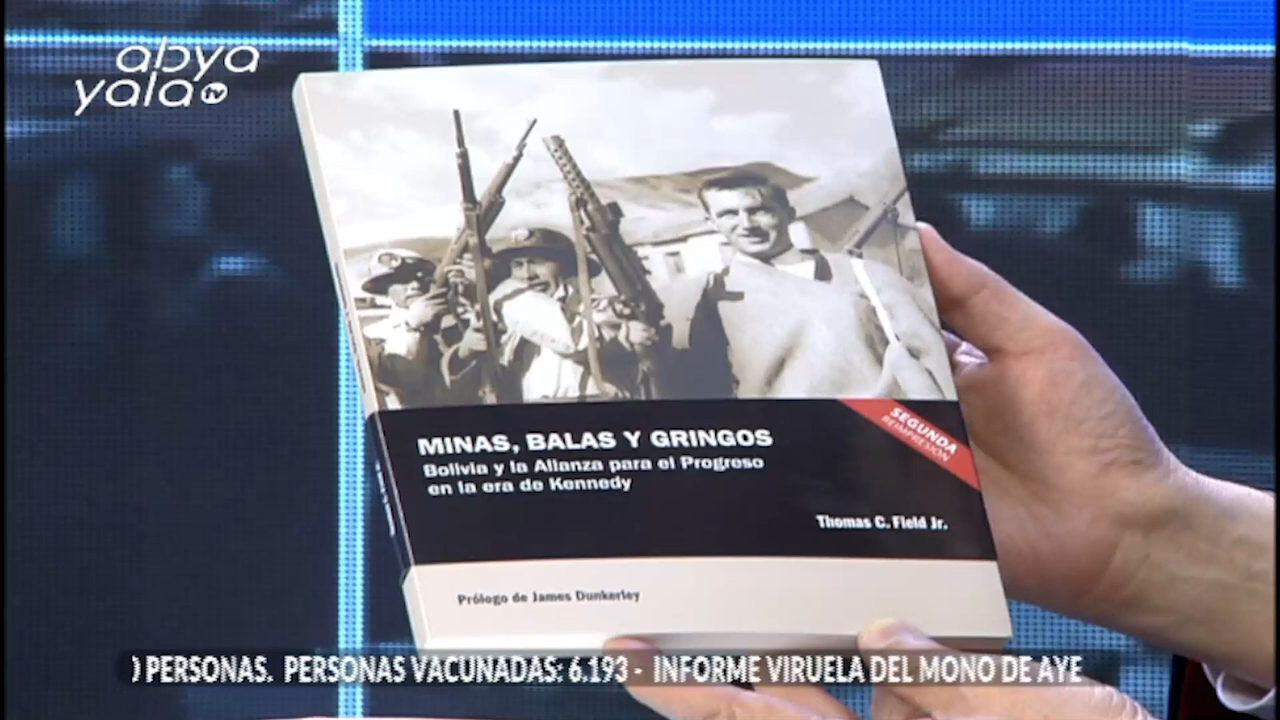 abya
yala tv
MINAS, BALAS Y GRINGOS
Bolivia y la Alianza para el Progreso
en la era de Kennedy
SEGUNDA
REIMPRESIÓN
Thomas C. Field Jr.
Prólogo de James Dunkerley
PERSONAS. PERSONAS VACUNADAS: 6.193 - INFORME VIRUELA DEL MONO DE AYE